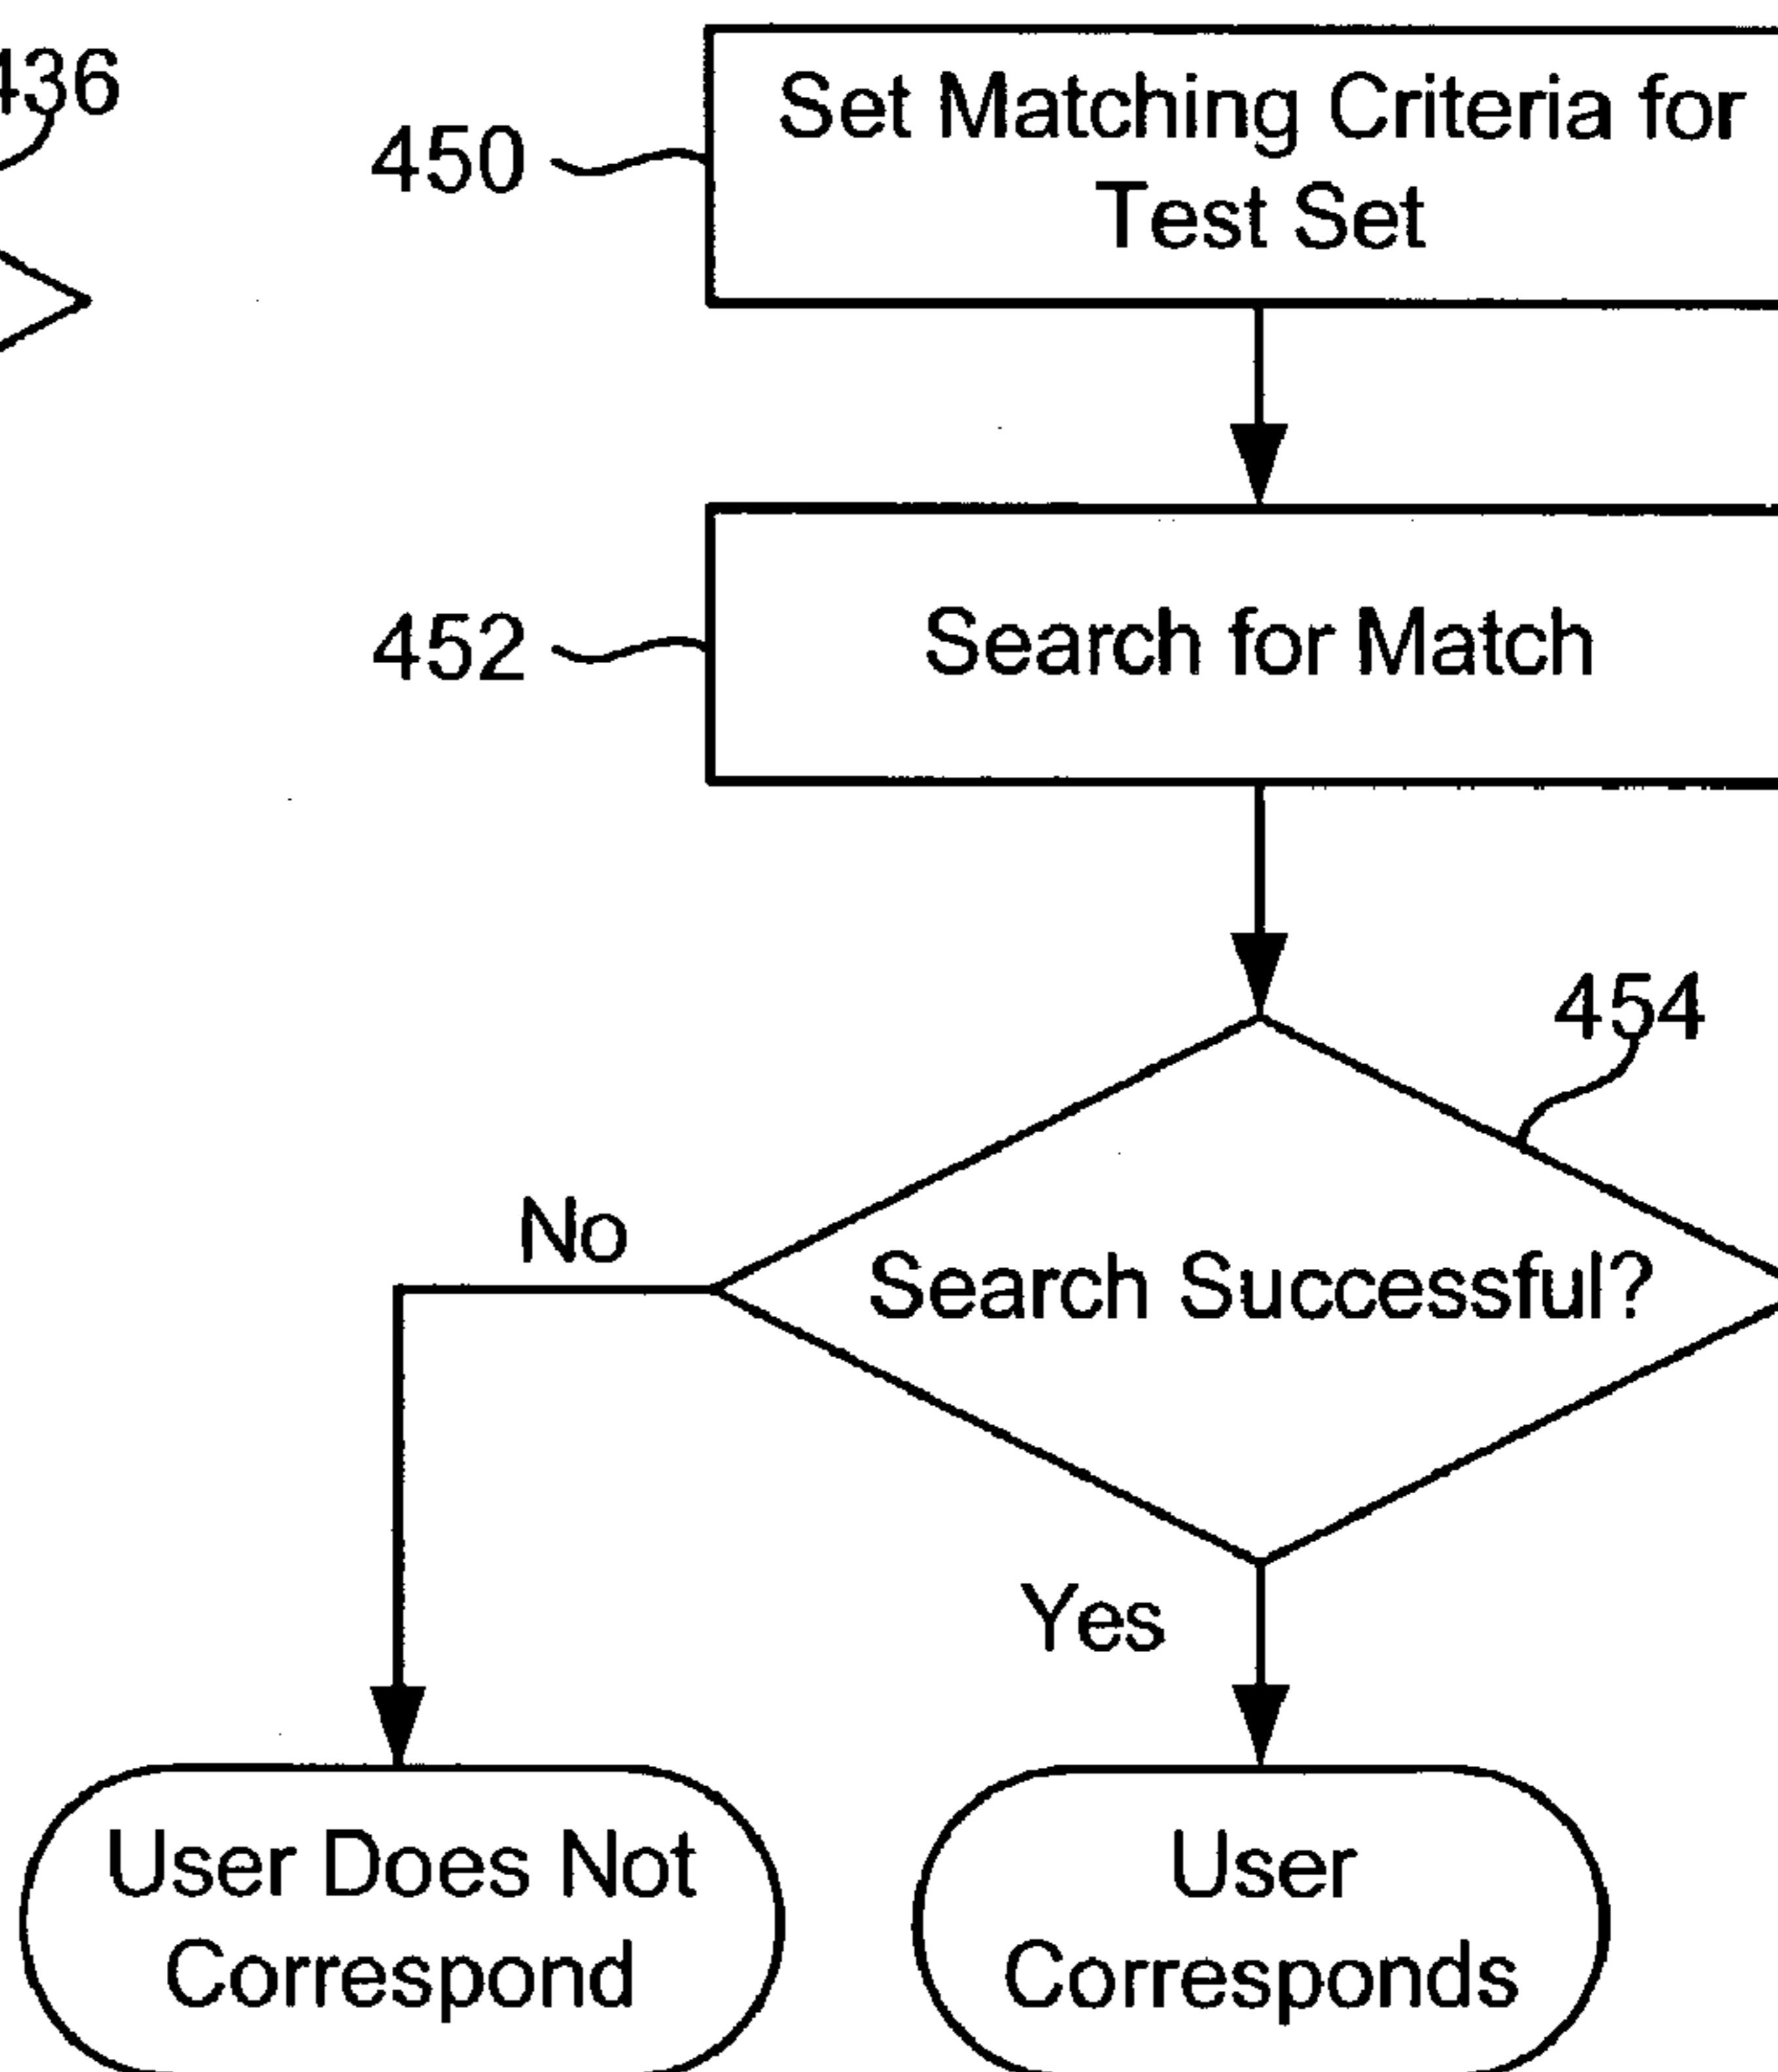 436
450
Set Matching Criteria for
Test Set
452
Search for Match
454
No
Search Successful?
Yes
User Does Not
Correspond
User
Corresponds